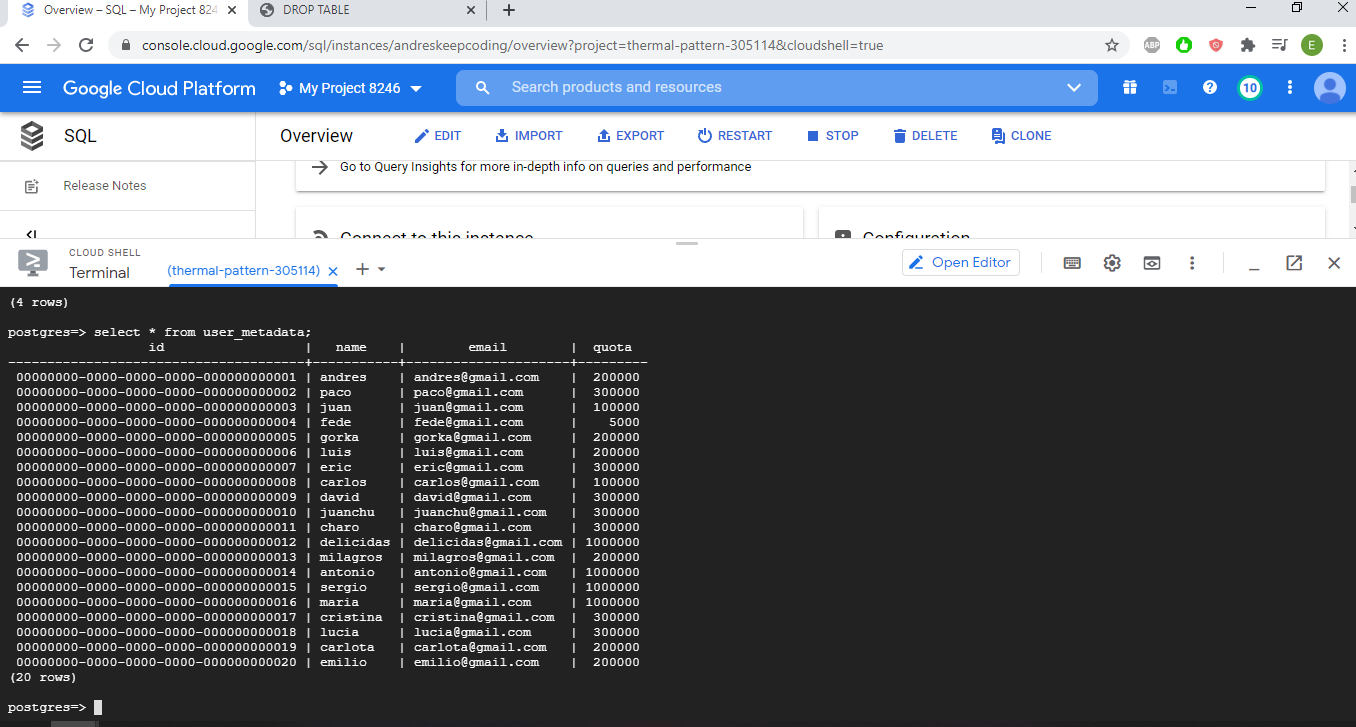 Overview – SQL – My Project 824
DROP TABLE
console.cloud.google.com/sql/instances/andreskeepcoding/overview?project=thermal-pattern-305114&cloudshell=true
ABP
E
Google Cloud Platform
My Project 8246
Search products and resources
10
SQL
Overview
EDIT
IMPORT
EXPORT
RESTART
STOP
DELETE
CLONE
Go to Query Insights for more in-depth info on queries and performance
Release Notes
Connect to this instance
Configuration
CLOUD SHELL
Terminal
(thermal-pattern-305114)
Open Editor
(4 rows)
postgres=> select * from user_metadata;
id | name | email | quota
--------------------------------------+-----------+---------------------+---------
00000000-0000-0000-0000-000000000001 | andres | andres@gmail.com | 200000
00000000-0000-0000-0000-000000000002 | paco | paco@gmail.com | 300000
00000000-0000-0000-0000-000000000003 | juan | juan@gmail.com | 100000
00000000-0000-0000-0000-000000000004 | fede | fede@gmail.com | 5000
00000000-0000-0000-0000-000000000005 | gorka | gorka@gmail.com | 200000
00000000-0000-0000-0000-000000000006 | luis | luis@gmail.com | 200000
00000000-0000-0000-0000-000000000007 | eric | eric@gmail.com | 300000
00000000-0000-0000-0000-000000000008 | carlos | carlos@gmail.com | 100000
00000000-0000-0000-0000-000000000009 | david | david@gmail.com | 300000
00000000-0000-0000-0000-000000000010 | juanchu | juanchu@gmail.com | 300000
00000000-0000-0000-0000-000000000011 | charo | charo@gmail.com | 300000
00000000-0000-0000-0000-000000000012 | delicidas | delicidas@gmail.com | 1000000
00000000-0000-0000-0000-000000000013 | milagros | milagros@gmail.com | 200000
00000000-0000-0000-0000-000000000014 | antonio | antonio@gmail.com | 1000000
00000000-0000-0000-0000-000000000015 | sergio | sergio@gmail.com | 1000000
00000000-0000-0000-0000-000000000016 | maria | maria@gmail.com | 1000000
00000000-0000-0000-0000-000000000017 | cristina | cristina@gmail.com | 300000
00000000-0000-0000-0000-000000000018 | lucia | lucia@gmail.com | 300000
00000000-0000-0000-0000-000000000019 | carlota | carlota@gmail.com | 200000
00000000-0000-0000-0000-000000000020 | emilio | emilio@gmail.com | 200000
(20 rows)
postgres=>